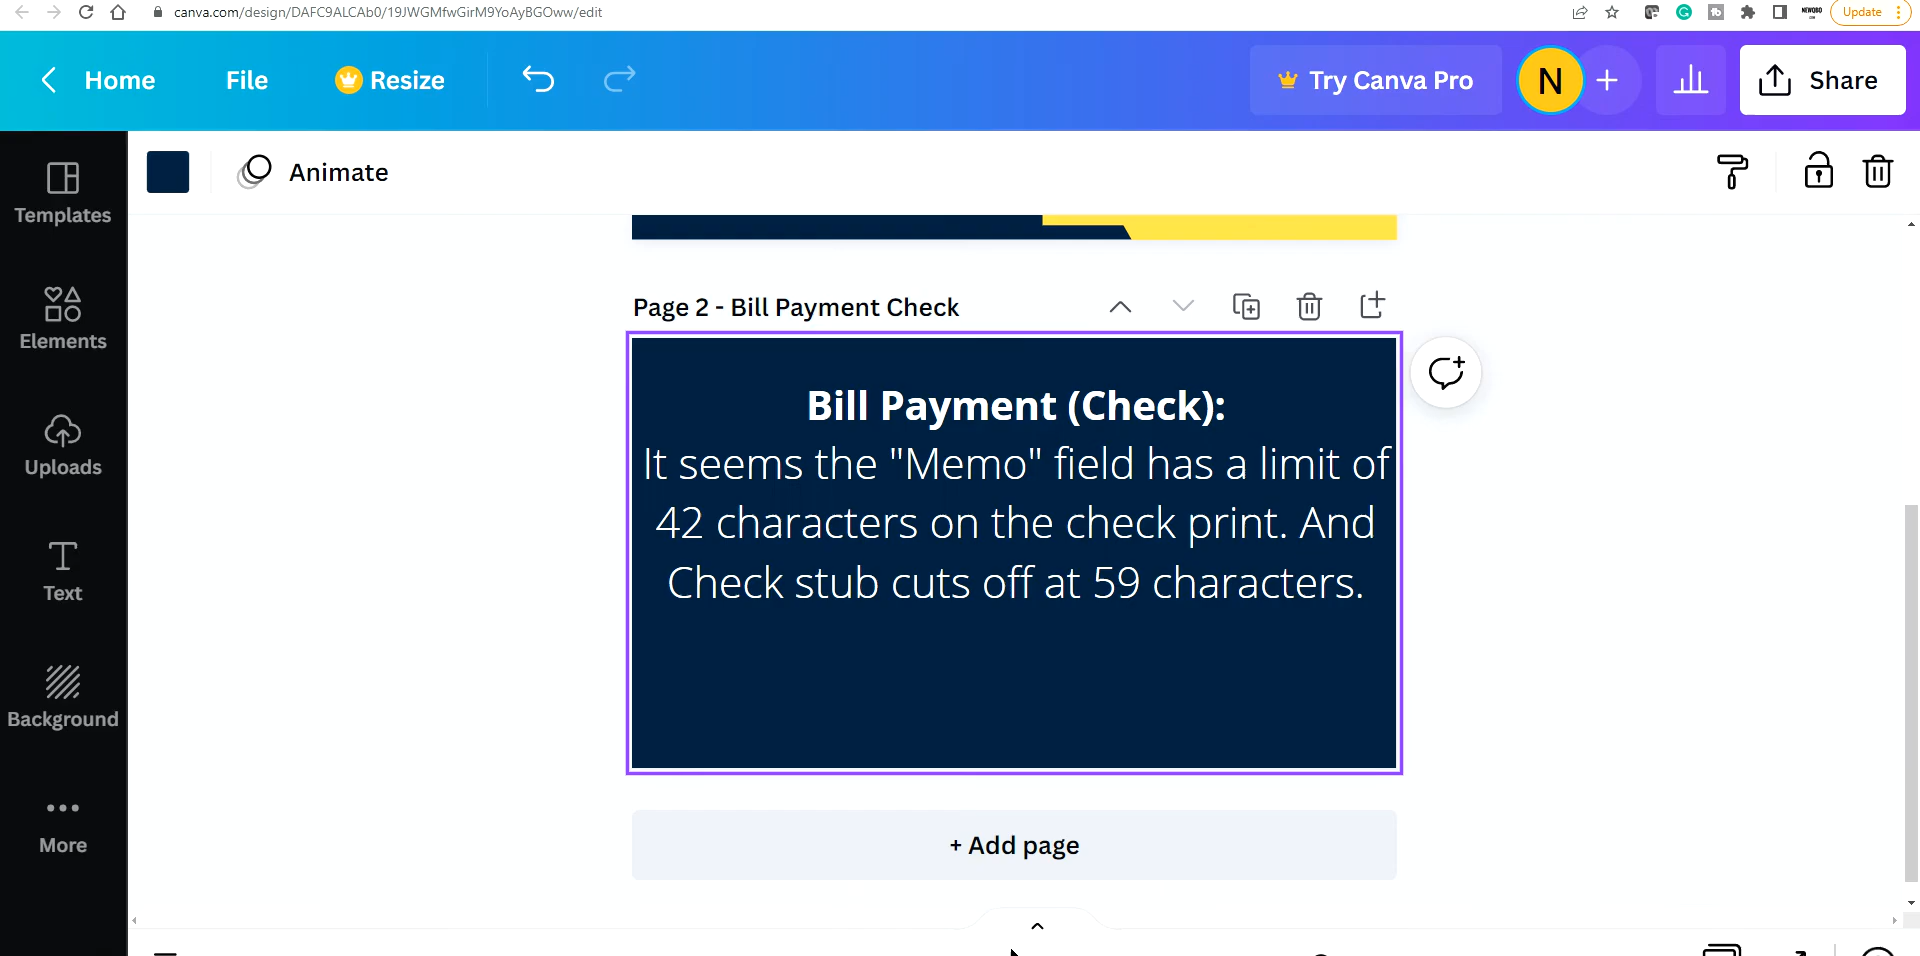 canva.com/design/DAFC9ALCAb0/19JWGMfwGirM9YoAyBGOww/edit
Update
Home
File
Resize
Try Canva Pro
N
Share
Animate
Templates
Elements
Uploads
Text
Background
More
Page 2 - Bill Payment Check
Bill Payment (Check):
It seems the "Memo" field has a limit of
42 characters on the check print. And
Check stub cuts off at 59 characters.
+ Add page